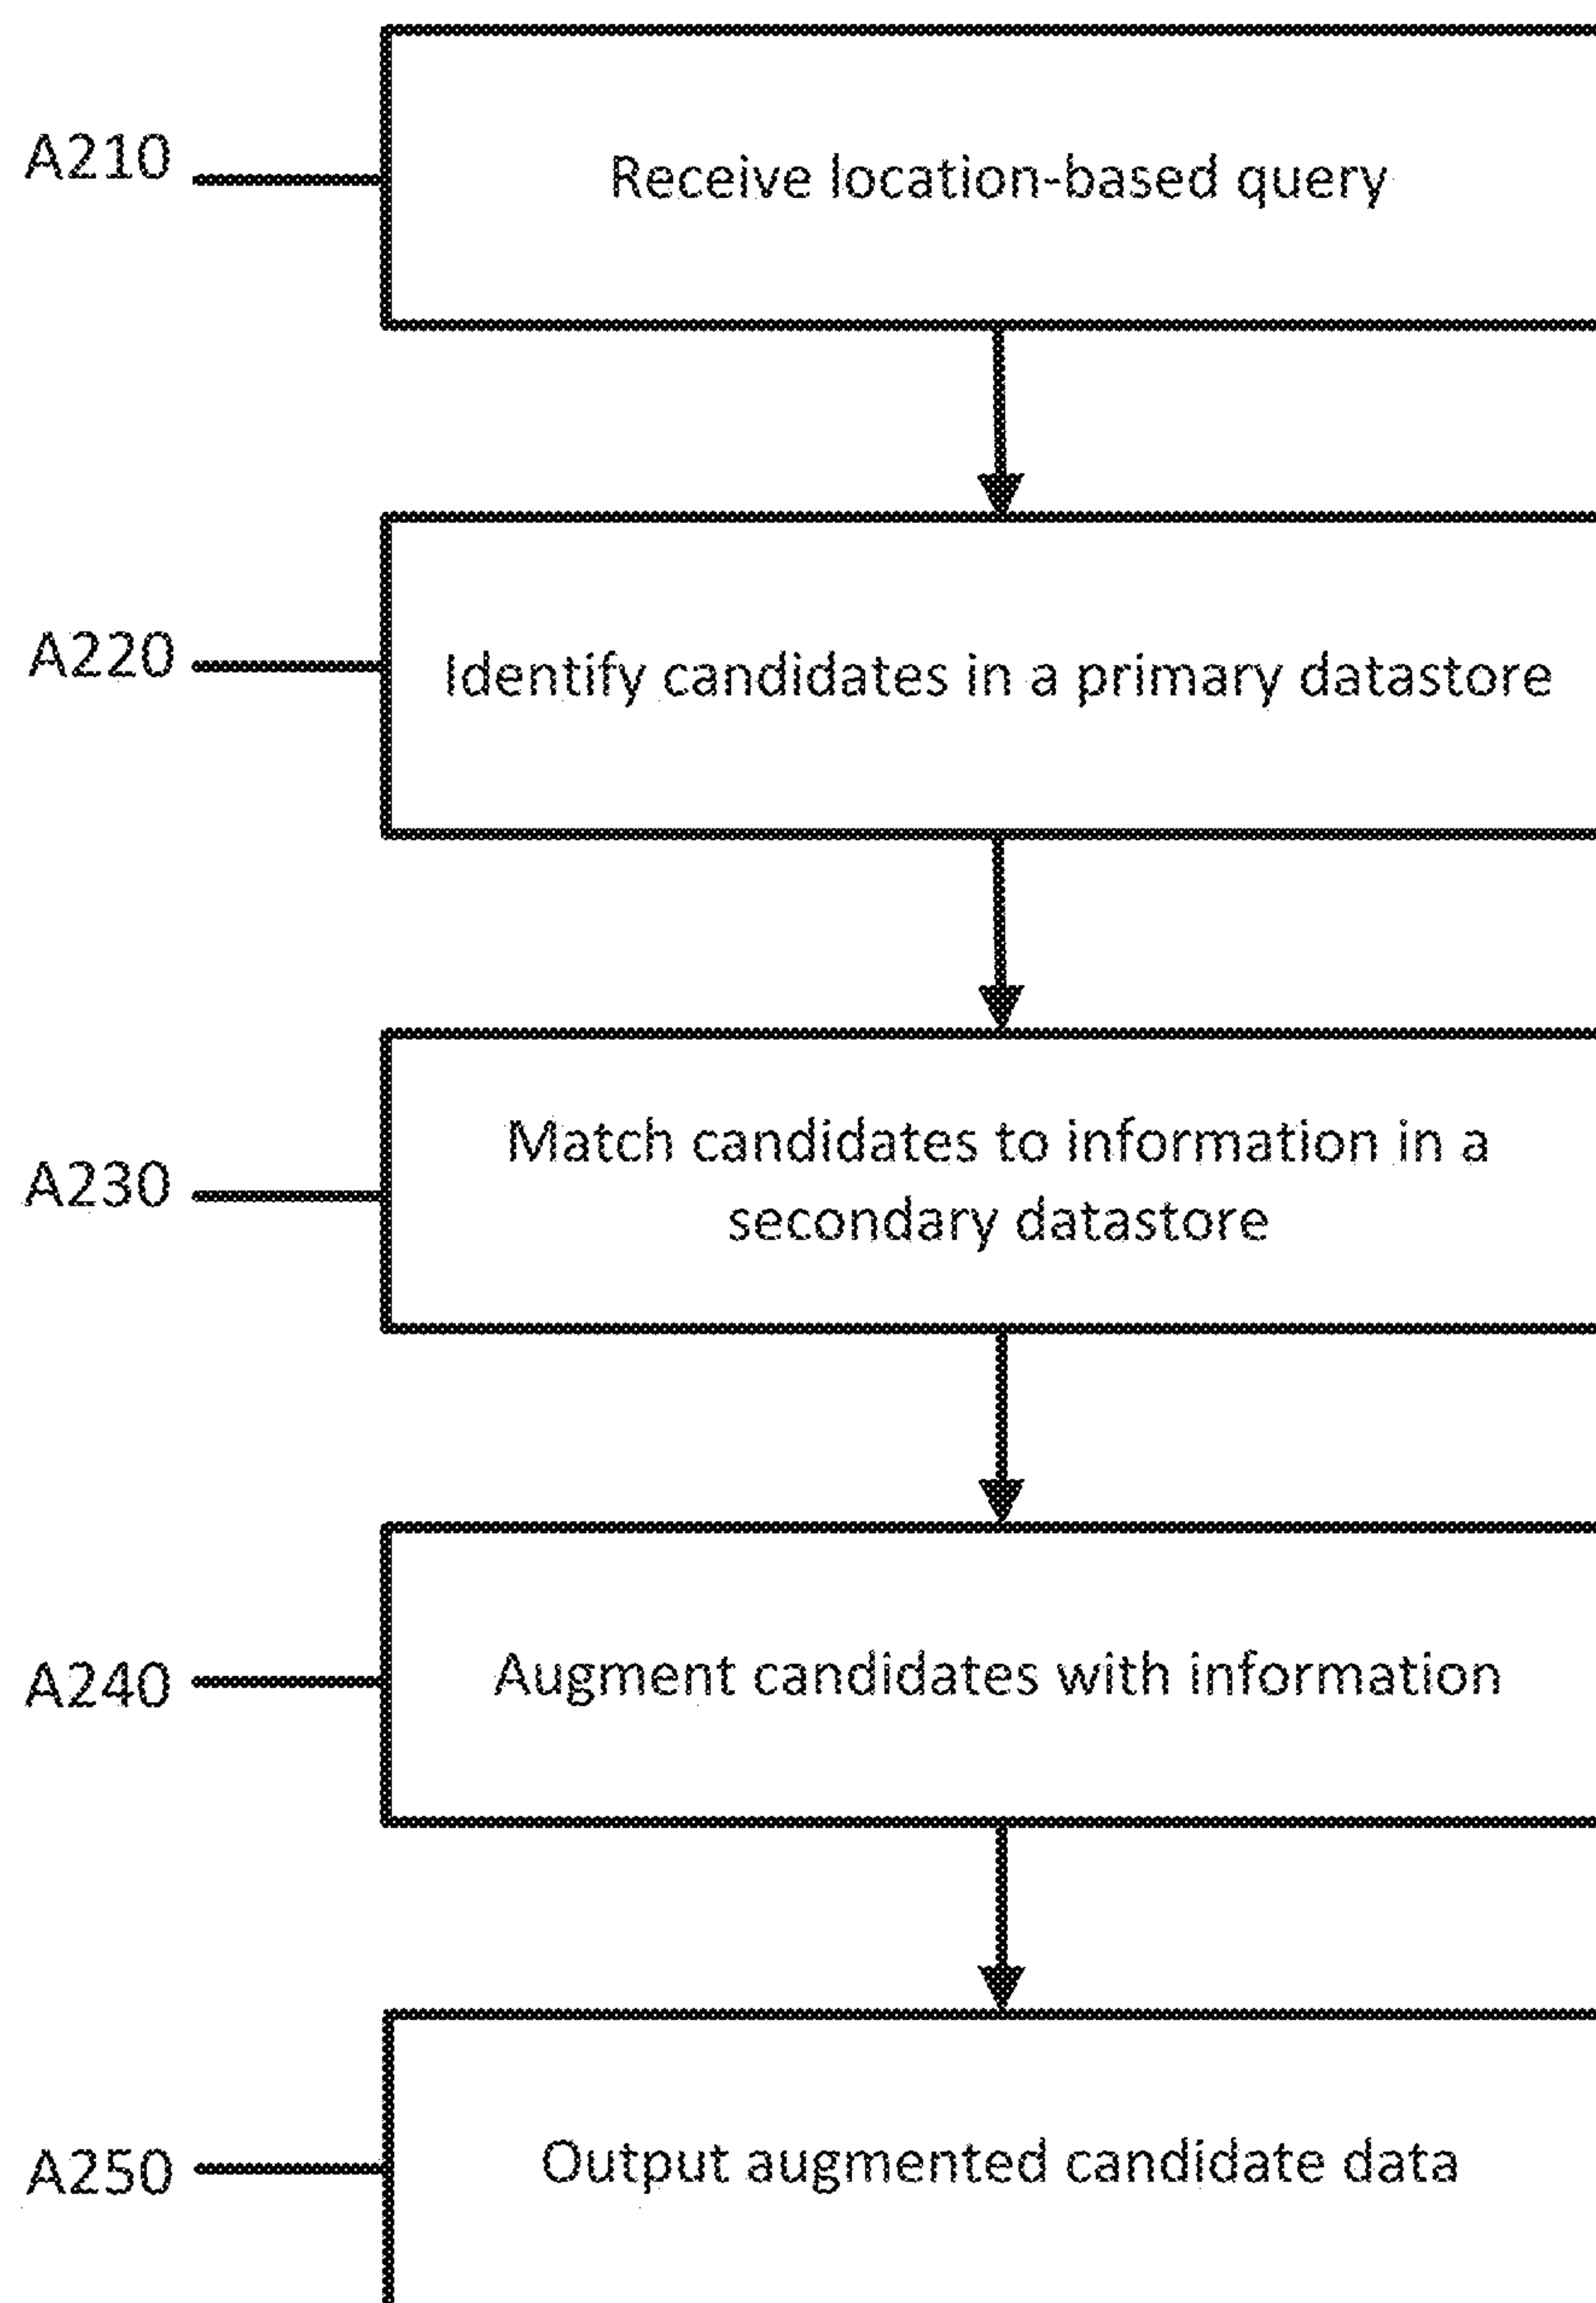 A210
Receive location-based query
A220
Identify candidates in a primary datastore
A230
Match candidates to information in a
secondary datastore
A240
Augment candidates with information
A250
Output augmented candidate data